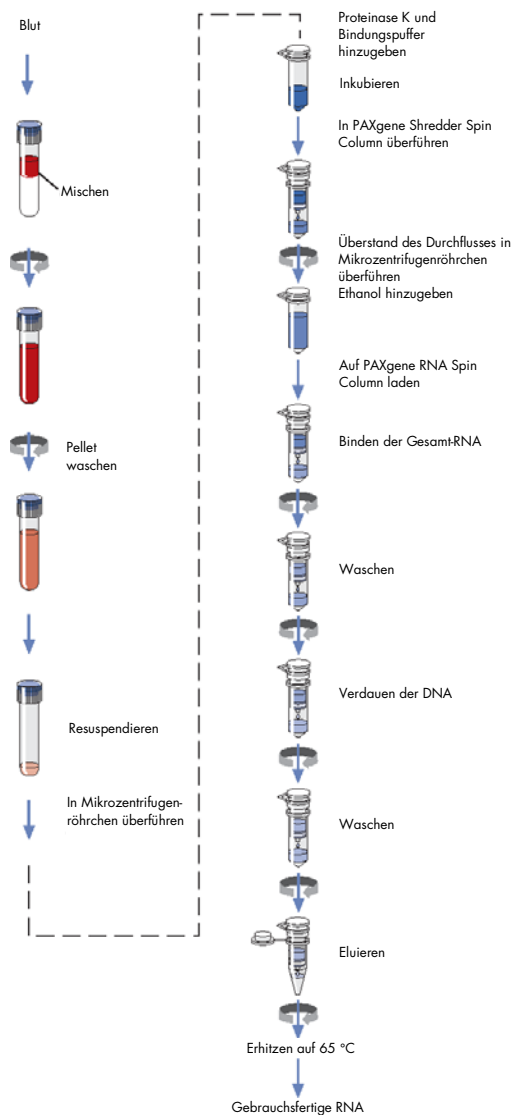 Blut
Mischen
Pellet
waschen
Resuspendieren
In Mikrozentrifugen-
röhrchen überführen
Proteinase K und
Bindungspuffer
hinzugeben
Inkubieren
In PAXgene Shredder Spin
Column überführen
Überstand des Durchflusses in
Mikrozentrifugenröhrchen
überführen
Ethanol hinzugeben
Auf PAXgene RNA Spin
Column laden
Binden der Gesamt-RNA
Waschen
Verdauen der DNA
Waschen
Eluieren
Erhitzen auf 65 °C
Gebrauchsfertige RNA